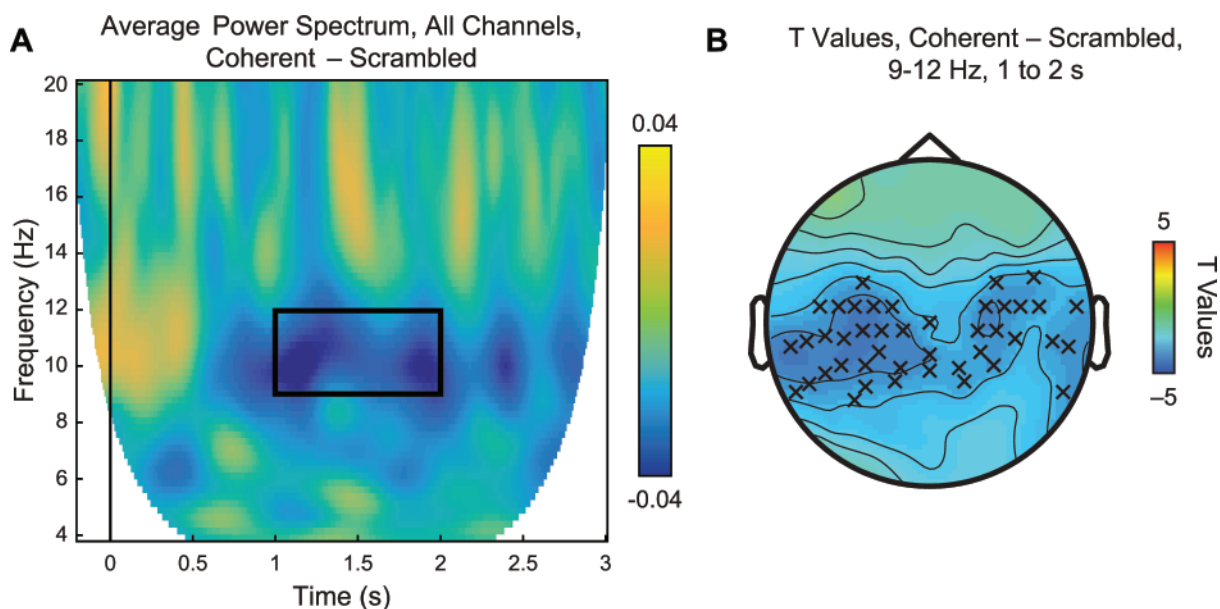 A
Average Power Spectrum, All Channels,
Coherent – Scrambled
20
18
16
14
12
10
8
6
4
Frequency (Hz)
0
0.5
1
1.5
2
2.5
3
Time (s)
0.04
-0.04
B
T Values, Coherent – Scrambled,
9-12 Hz, 1 to 2 s
5
–5
T Values